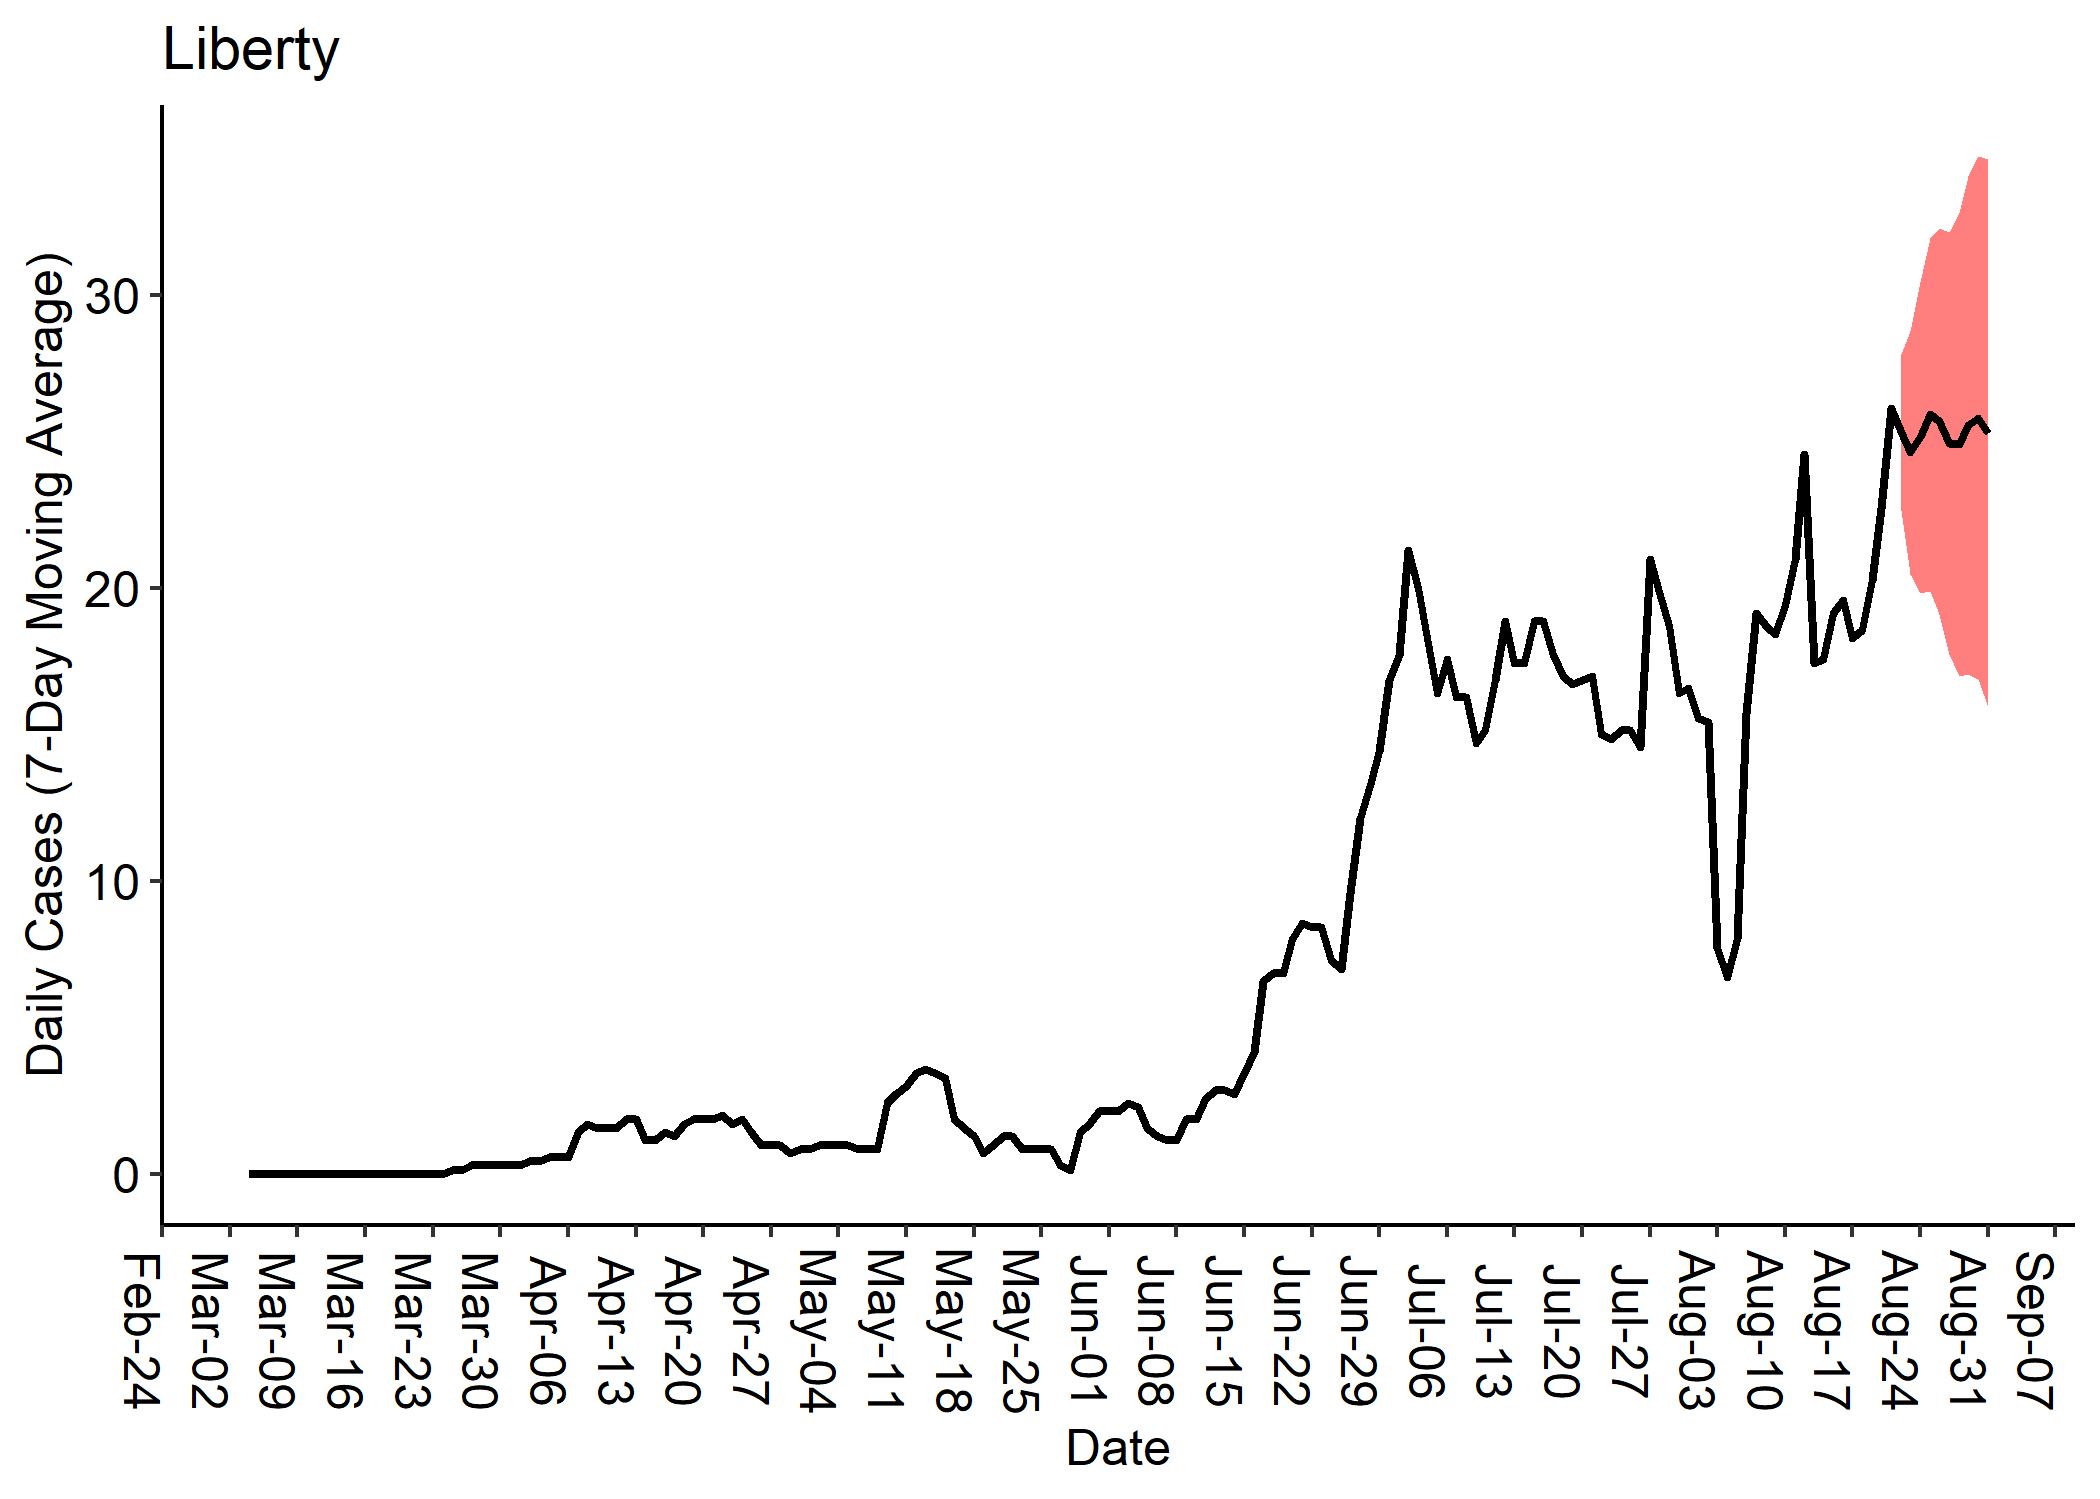 Liberty
Daily Cases (7-Day Moving Average)
30
20
10
0
Feb-24
Mar-02
Mar-09
Mar-16
Mar-23
Mar-30
Apr-06
Apr-13
Apr-20
Apr-27
May-04
May-11
May-18
May-25
Jun-01
Jun-08
Jun-15
Jun-22
Jun-29
Jul-06
Jul-13
Jul-20
Jul-27
Aug-03
Aug-10
Aug-17
Aug-24
Aug-31
Sep-07
Date